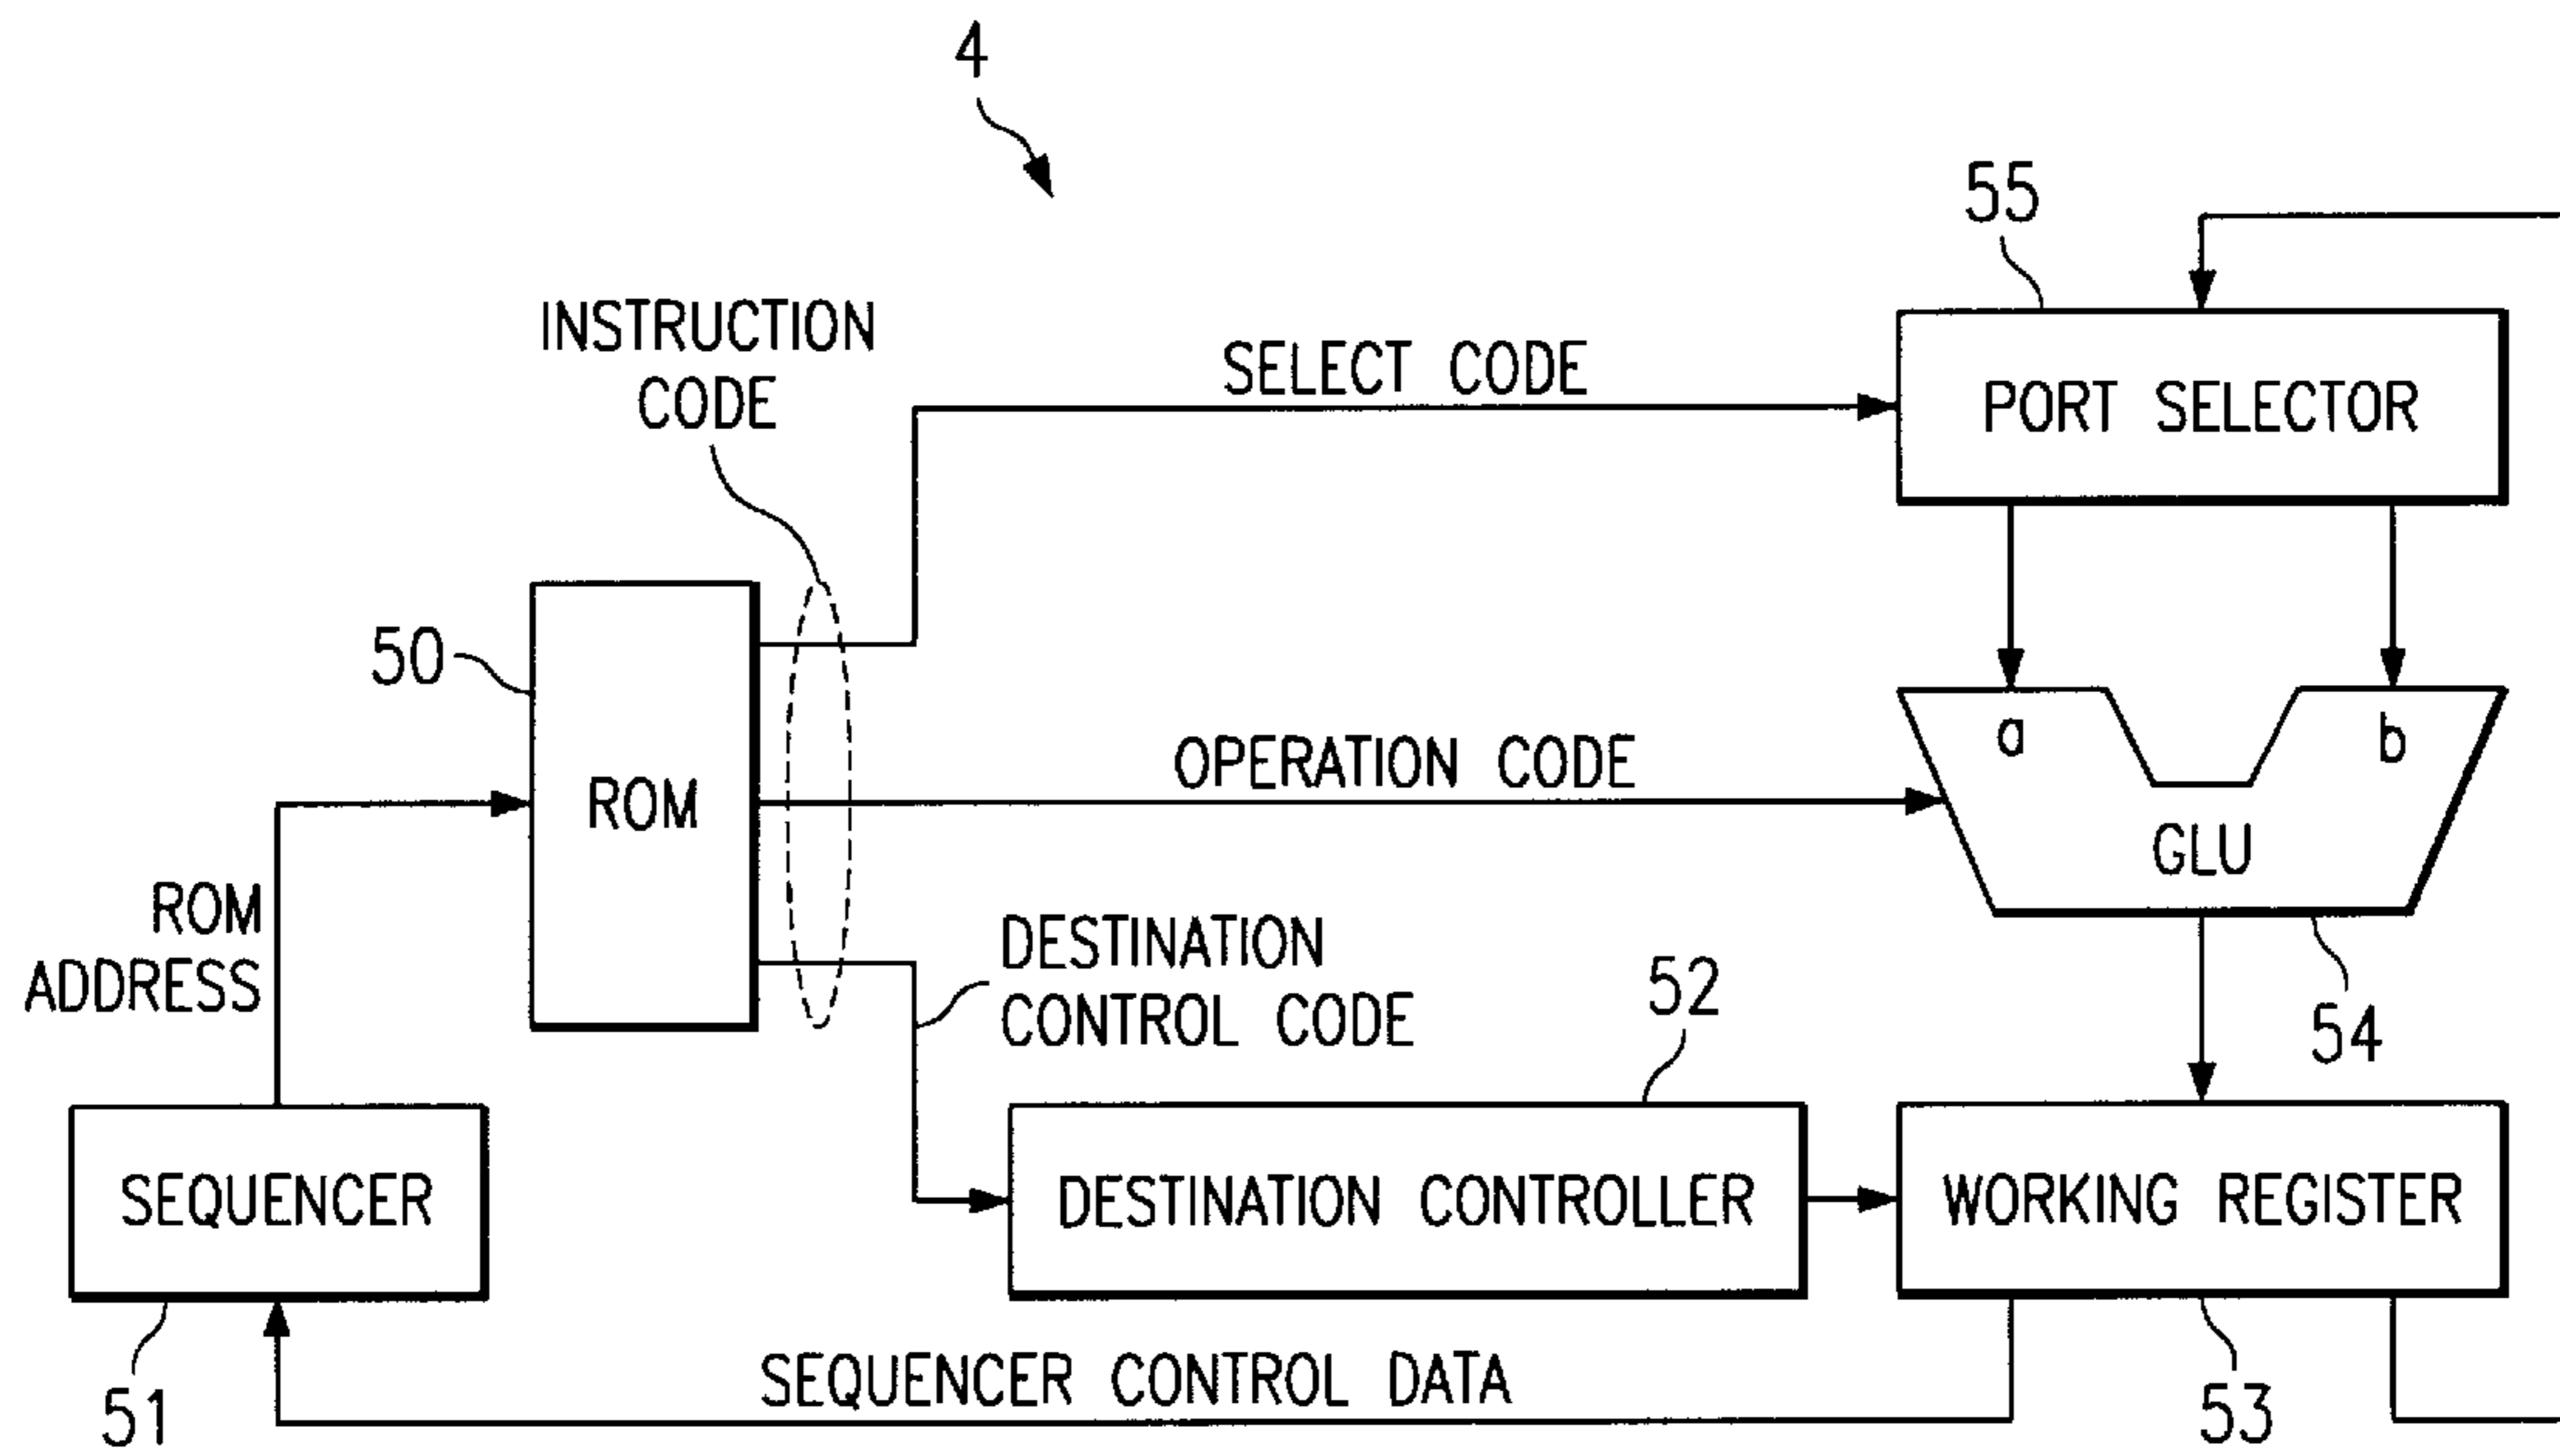 4
55
INSTRUCTION
CODE
SELECT CODE
PORT SELECTOR
50
ROM
OPERATION CODE
a
b
GLU
ROM
ADDRESS
DESTINATION
CONTROL CODE
52
54
SEQUENCER
DESTINATION CONTROLLER
WORKING REGISTER
51
SEQUENCER CONTROL DATA
53